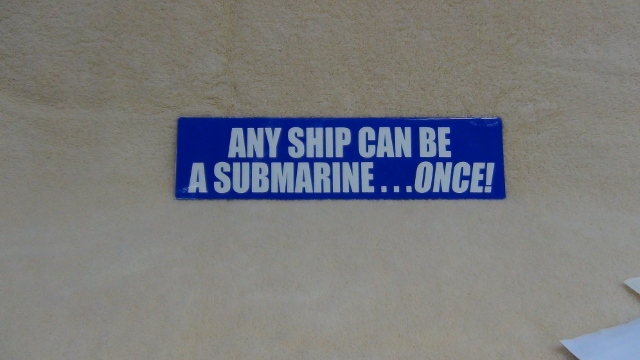 ANY SHIP CAN BE
A SUBMARINE...ONCE!